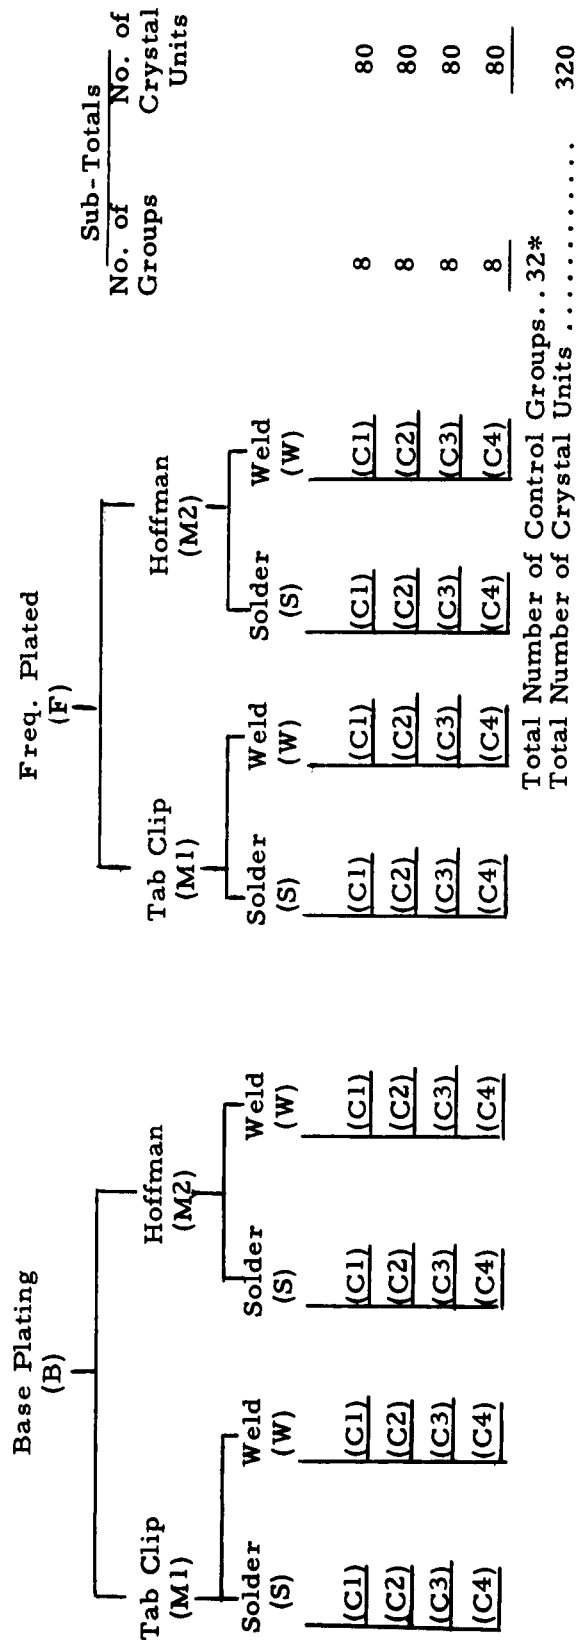 Base Plating
(B)
Freq. Plated
(F)
Sub-Totals
No. of Groups
No. of Crystal Units
Tab Clip
(M1)
Hoffman
(M2)
Tab Clip
(M1)
Hoffman
(M2)
Solder
(S)
Weld
(W)
Solder
(S)
Weld
(W)
Solder
(S)
Weld
(W)
Solder
(S)
Weld
(W)
(C1) (C1) (C1) (C1) (C1) (C1) (C1) (C1) 8 80
(C2) (C2) (C2) (C2) (C2) (C2) (C2) (C2) 8 80
(C3) (C3) (C3) (C3) (C3) (C3) (C3) (C3) 8 80
(C4) (C4) (C4) (C4) (C4) (C4) (C4) (C4) 8 80
Total Number of Control Groups..32*
Total Number of Crystal Units ............. 320